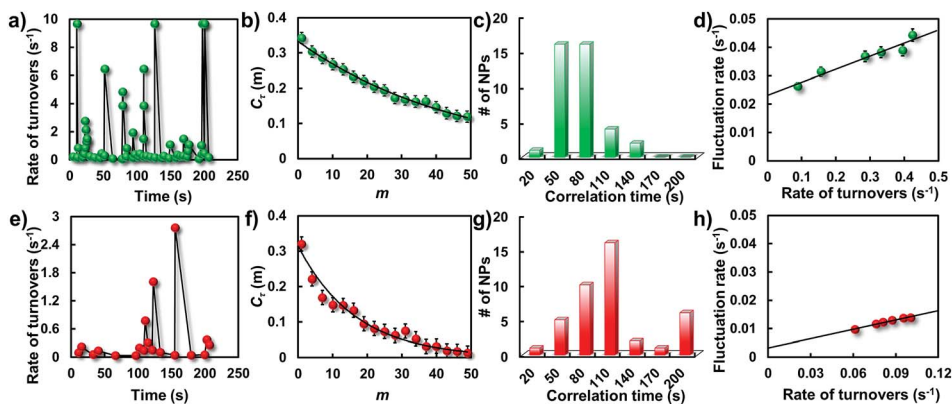 a)
Rate of turnovers (s⁻¹)
10
8
6
4
2
0
0 50 100 150 200 250
Time (s)
b)
Cτ (m)
0.4
0.3
0.2
0.1
0
0 10 20 30 40 50
m
c)
# of NPs
20
15
10
5
0
20 50 80 110 140 170 200
Correlation time (s)
d)
Fluctuation rate (s⁻¹)
0.05
0.04
0.03
0.02
0.01
0
0 0.1 0.2 0.3 0.4 0.5
Rate of turnovers (s⁻¹)
e)
Rate of turnovers (s⁻¹)
3
2.4
1.8
1.2
0.6
0
0 50 100 150 200 250
Time (s)
f)
Cτ (m)
0.4
0.3
0.2
0.1
0
0 10 20 30 40 50
m
g)
# of NPs
20
15
10
5
0
20 50 80 110 140 170 200
Correlation time (s)
h)
Fluctuation rate (s⁻¹)
0.05
0.04
0.03
0.02
0.01
0
0 0.03 0.06 0.09 0.12
Rate of turnovers (s⁻¹)